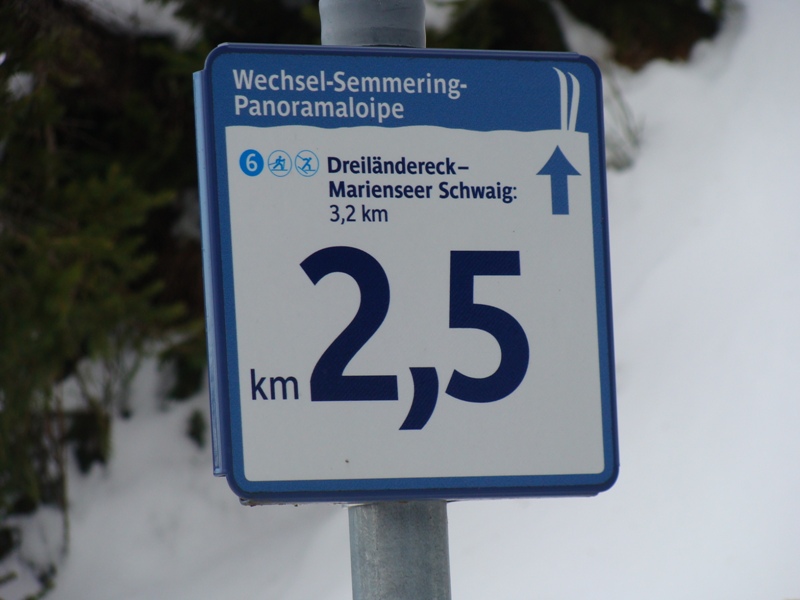 Wechsel-Semmering-
Panoramaloipe
6 Dreiländereck–
Marienseer Schwaig:
3,2 km
km 2,5